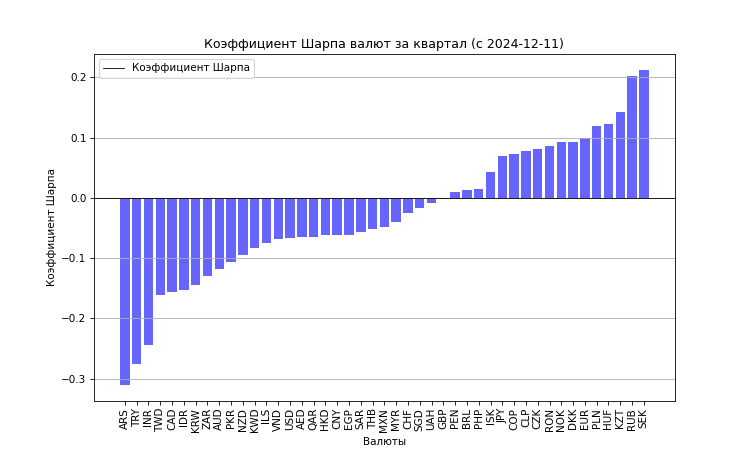 Коэффициент Шарпа валют за квартал (с 2024-12-11)
Коэффициент Шарпа
0.2
0.1
0.0
−0.1
−0.2
−0.3
Коэффициент Шарпа
ARS TRY INR TWD CAD IDR KRW ZAR AUD PKR NZD KWD ILS VND USD AED QAR HKD CNY EGP SAR THB MXN MYR CHF SGD UAH GBP PEN BRL PHP ISK JPY COP CLP CZK RON NOK DKK EUR PLN HUF KZT RUB SEK
Валюты